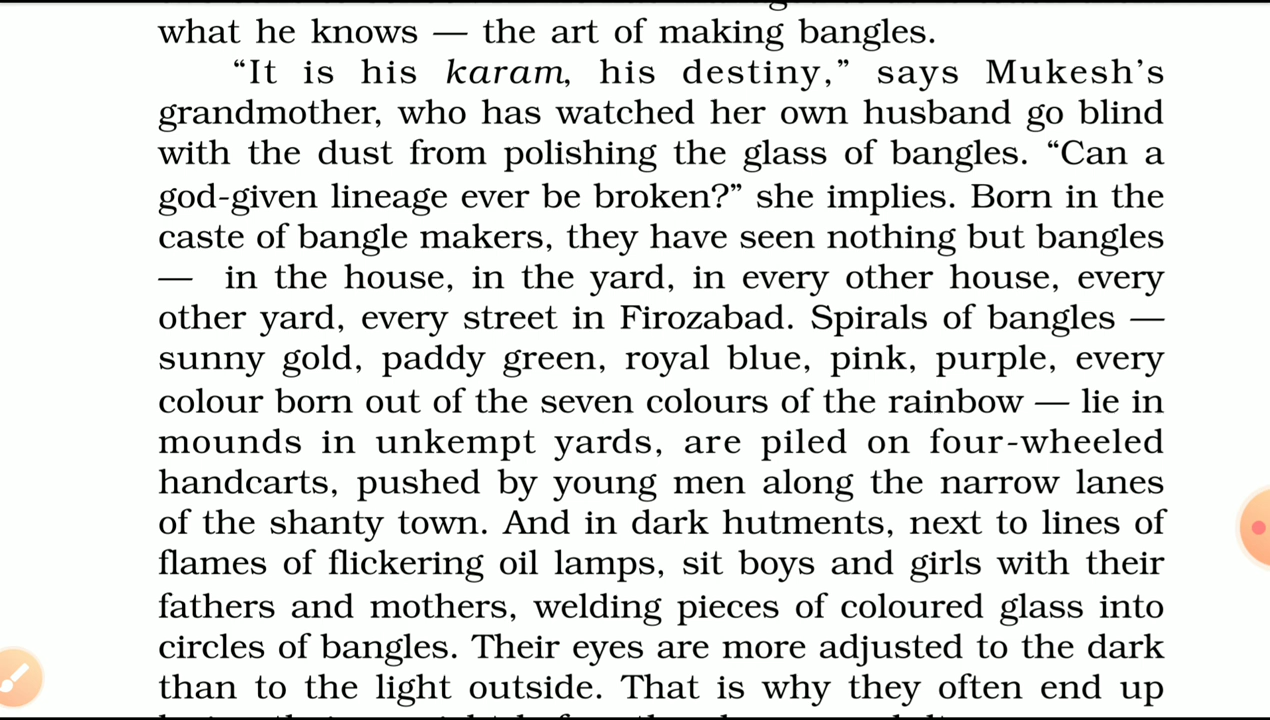 what he knows — the art of making bangles.
“It is his karam, his destiny,” says Mukesh’s
grandmother, who has watched her own husband go blind
with the dust from polishing the glass of bangles. “Can a
god-given lineage ever be broken?” she implies. Born in the
caste of bangle makers, they have seen nothing but bangles
— in the house, in the yard, in every other house, every
other yard, every street in Firozabad. Spirals of bangles —
sunny gold, paddy green, royal blue, pink, purple, every
colour born out of the seven colours of the rainbow — lie in
mounds in unkempt yards, are piled on four-wheeled
handcarts, pushed by young men along the narrow lanes
of the shanty town. And in dark hutments, next to lines of
flames of flickering oil lamps, sit boys and girls with their
fathers and mothers, welding pieces of coloured glass into
circles of bangles. Their eyes are more adjusted to the dark
than to the light outside. That is why they often end up